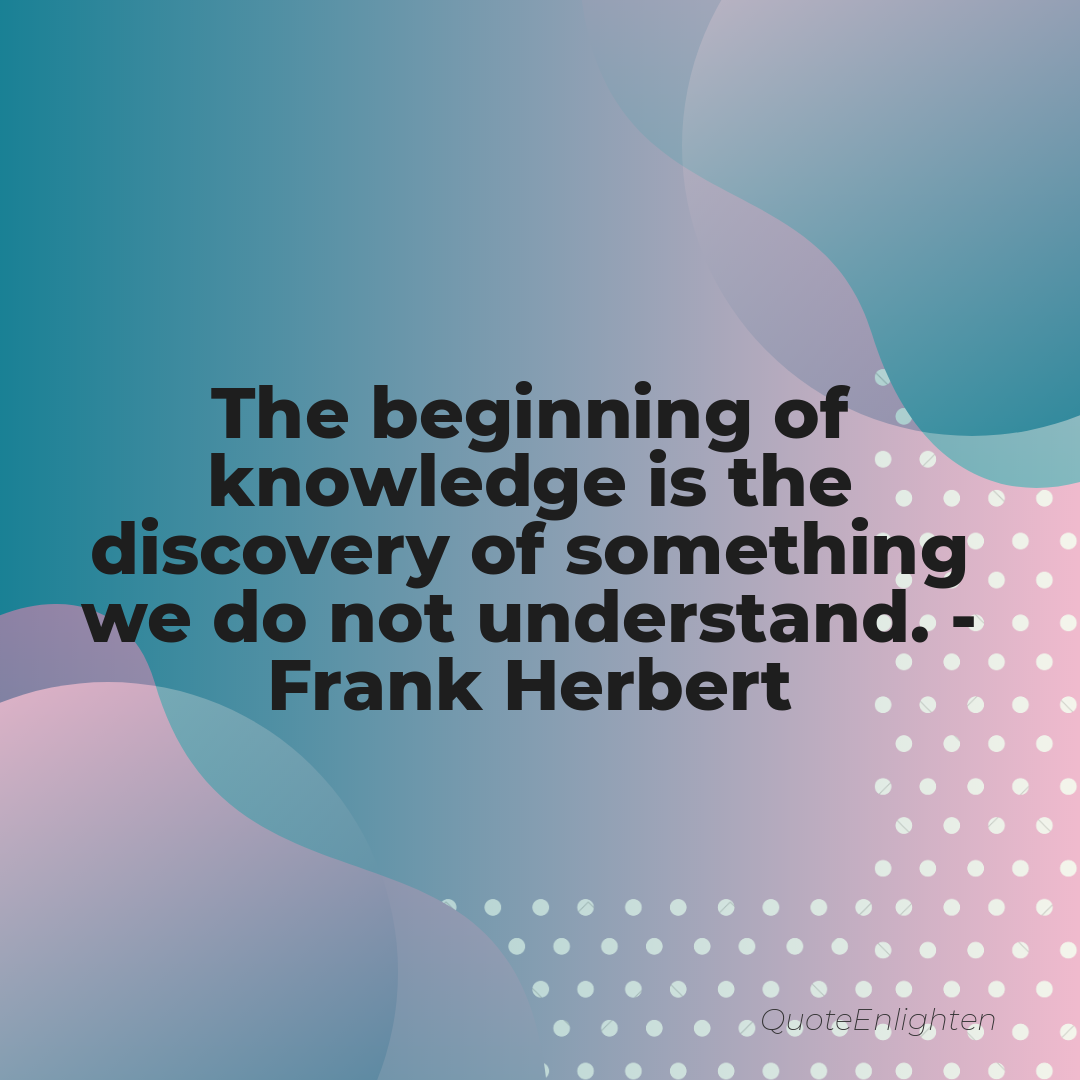 The beginning of
knowledge is the
discovery of something
we do not understand. -
Frank Herbert
QuoteEnlighten